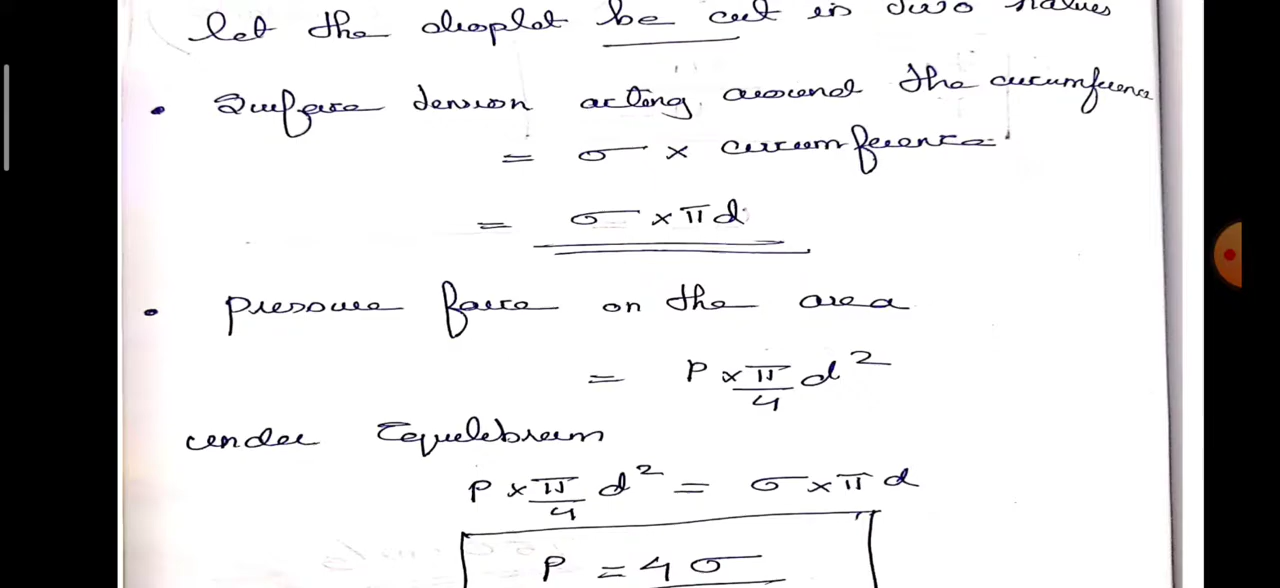 let the droplet be cut in two halves
• Surface tension acting around the circumference
= σ × circumference
= σ × πd
• pressure force on the area
= P × π/4 d²
under Equilibrium
P × π/4 d² = σ × π d
P = 4σ